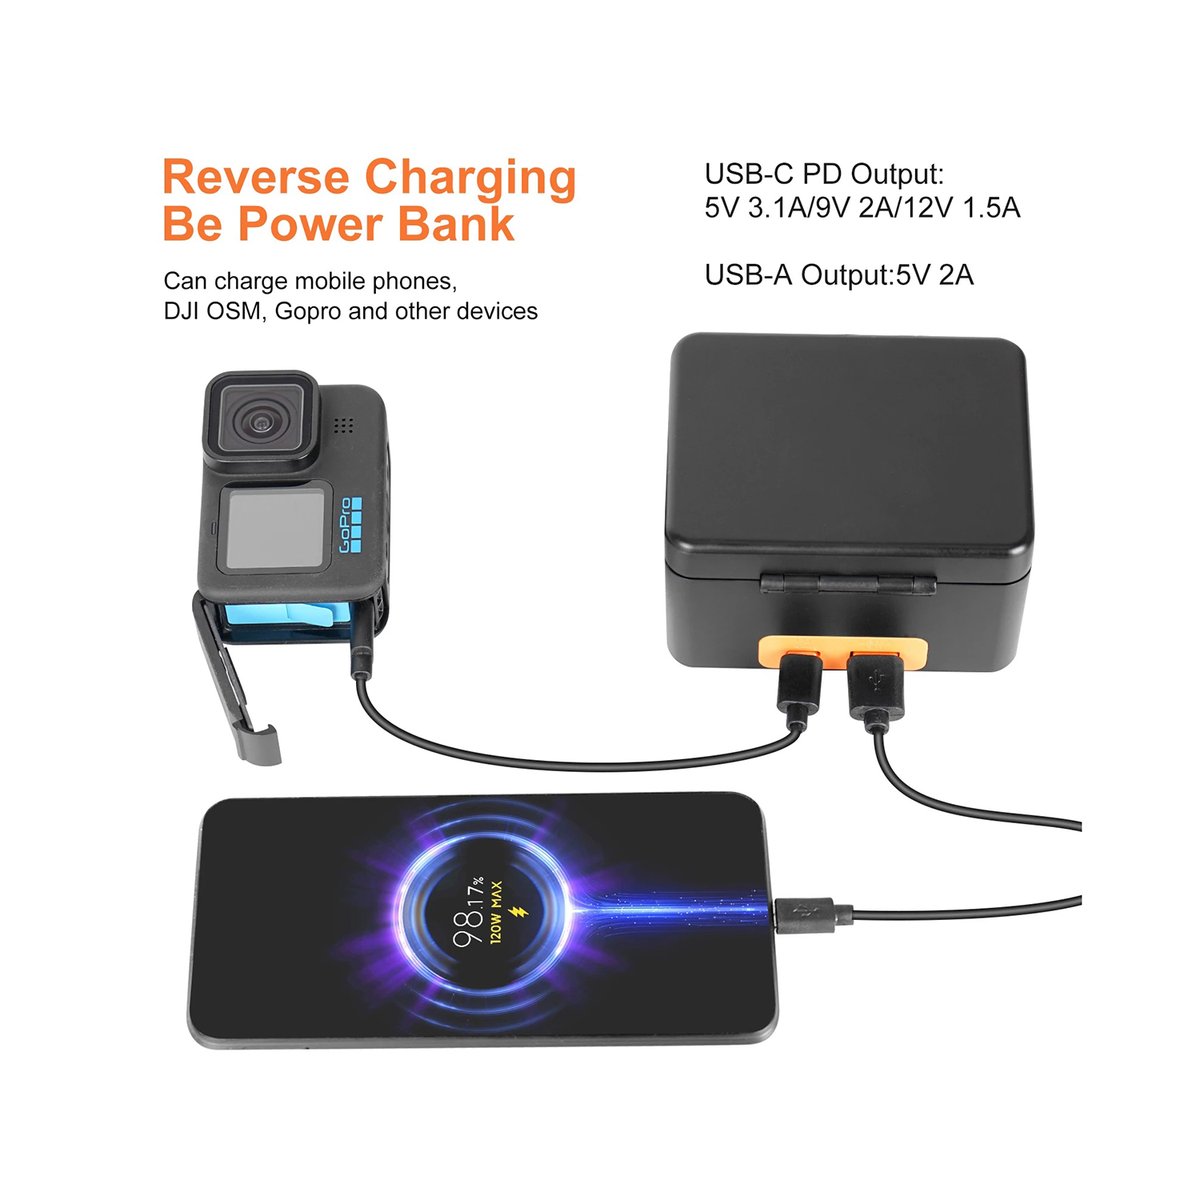 Reverse Charging
Be Power Bank
Can charge mobile phones,
DJI OSM, Gopro and other devices
USB-C PD Output:
5V 3.1A/9V 2A/12V 1.5A
USB-A Output:5V 2A
GoPro
98.17%
120W MAX